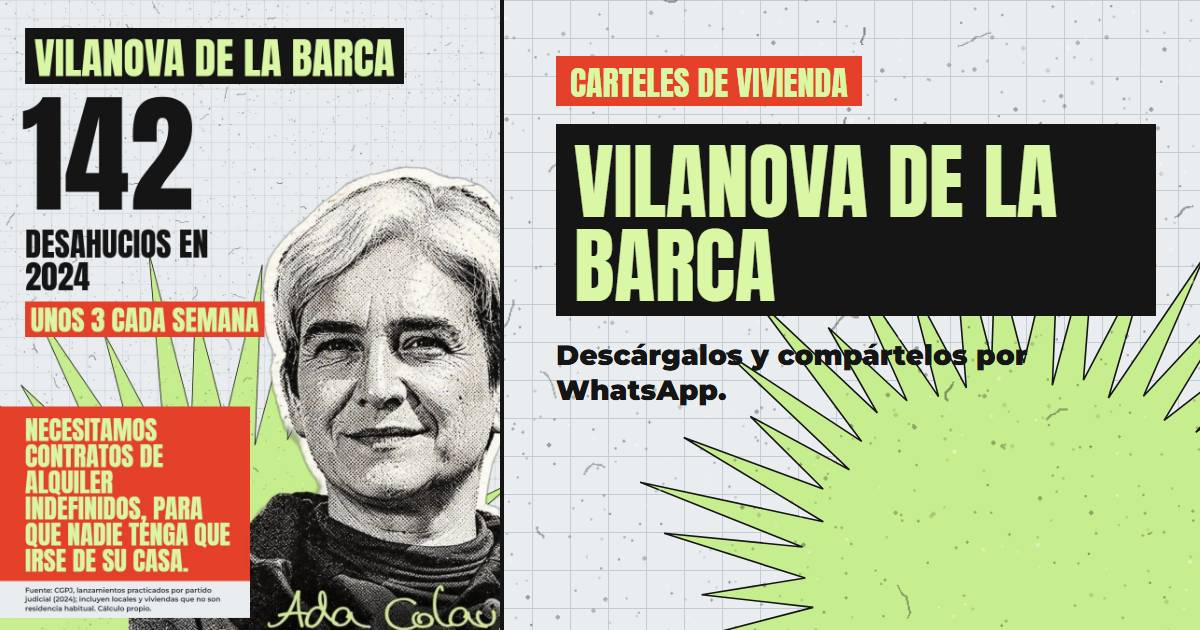 VILANOVA DE LA BARCA
142
DESAHUCIOS EN
2024
UNOS 3 CADA SEMANA
NECESITAMOS
CONTRATOS DE
ALQUILER
INDEFINIDOS, PARA
QUE NADIE TENGA QUE
IRSE DE SU CASA.
Fuente: CGPJ, lanzamientos practicados por partido
judicial (2024); incluyen locales y viviendas que no son
residencia habitual. Cálculo propio.
Ada Colau
CARTELES DE VIVIENDA
VILANOVA DE LA
BARCA
Descárgalos y compártelos por
WhatsApp.